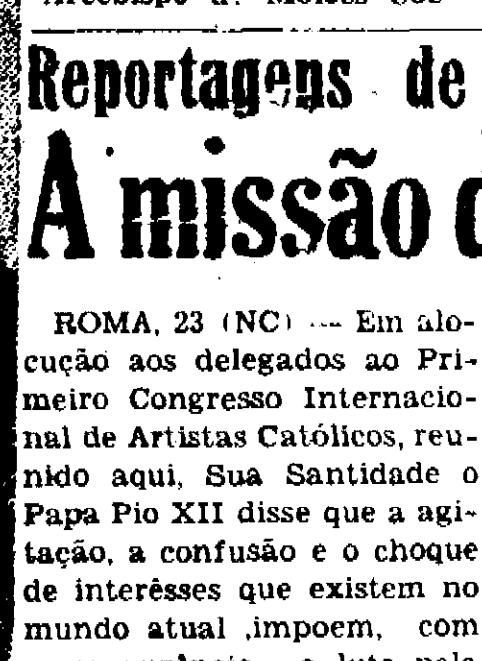 Reportagens de
A missão
ROMA, 23 (NC) --- Em alo-
cução aos delegados ao Pri-
meiro Congresso Internacio-
nal de Artistas Católicos, reu-
nido aqui, Sua Santidade o
Papa Pio XII disse que a agi-
tação, a confusão e o choque
de interêsses que existem no
mundo atual ,impoem, com